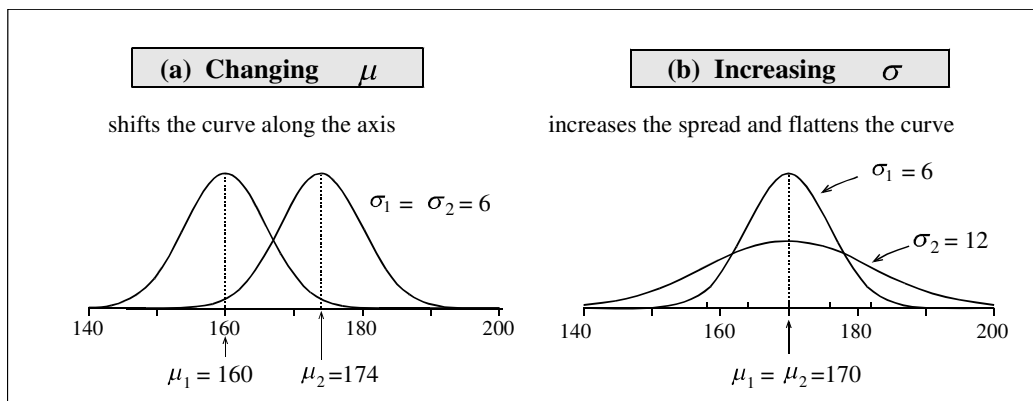 (a) Changing μ
shifts the curve along the axis
σ₁ = σ₂ = 6
140 160 180 200
μ₁ = 160 μ₂ =174
(b) Increasing σ
increases the spread and flattens the curve
σ₁ = 6
σ₂ = 12
140 160 180 200
μ₁ = μ₂ =170